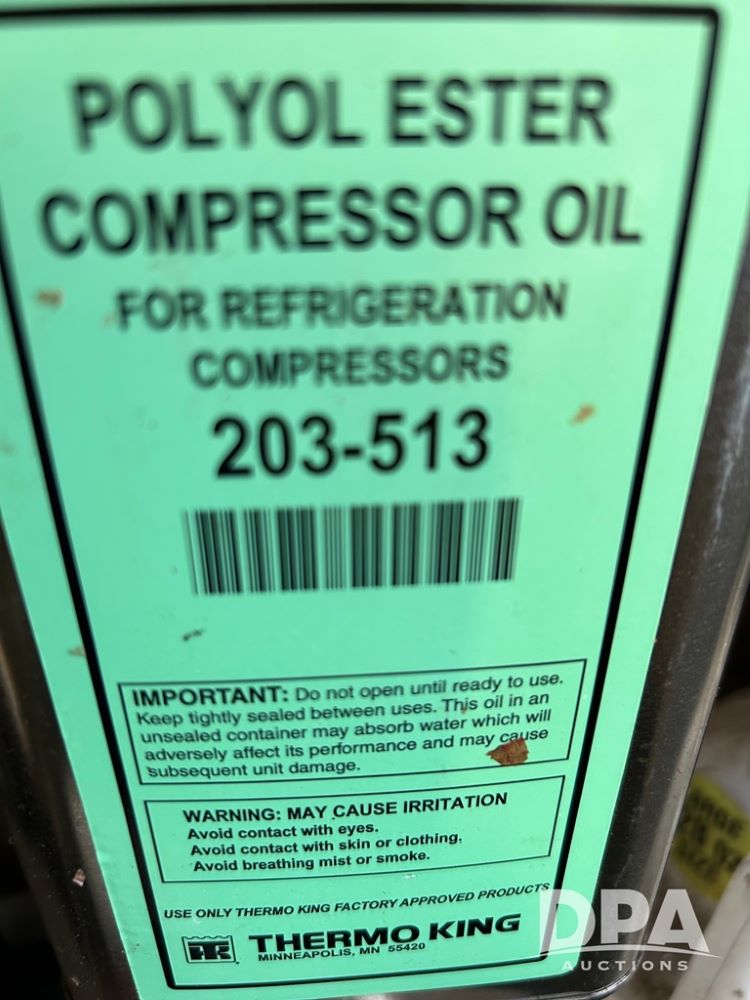 POLYOL ESTER
COMPRESSOR OIL
FOR REFRIGERATION
COMPRESSORS
203-513
IMPORTANT: Do not open until ready to use.
Keep tightly sealed between uses. This oil in an
unsealed container may absorb water which will
adversely affect its performance and may cause
subsequent unit damage.
WARNING: MAY CAUSE IRRITATION
Avoid contact with eyes.
Avoid contact with skin or clothing.
Avoid breathing mist or smoke.
USE ONLY THERMO KING FACTORY APPROVED PRODUCTS
TK THERMO KING
MINNEAPOLIS, MN 55420
DPA
AUCTIONS